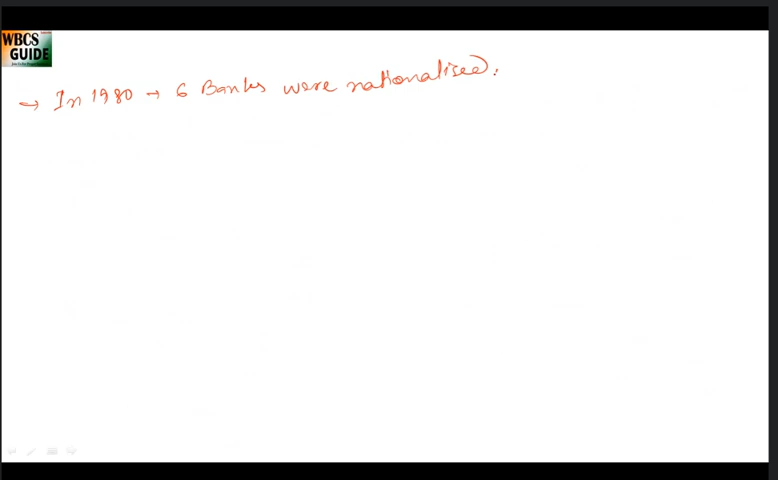 WBCS
GUIDE
→ In 1980 → 6 Banks were nationalised.